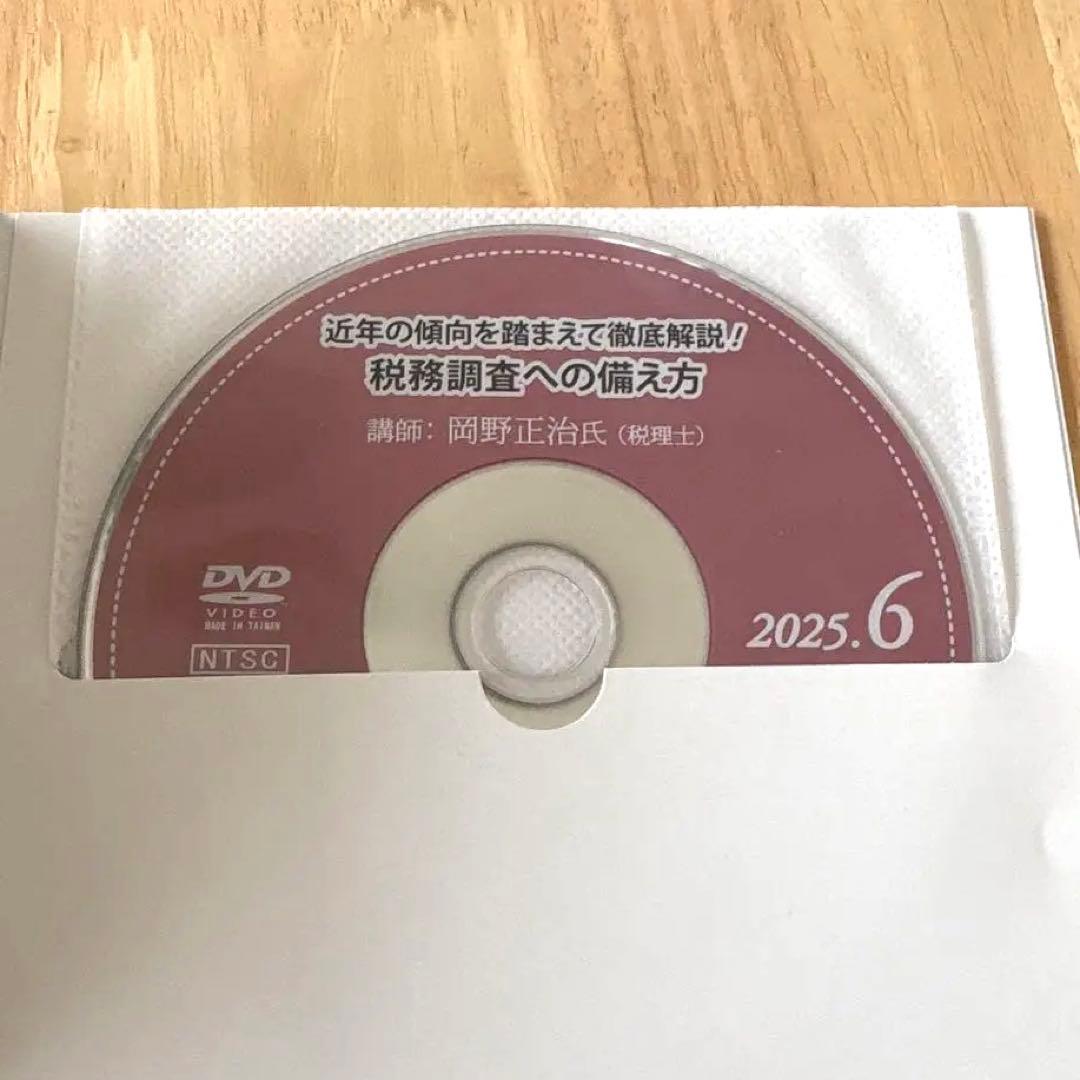 近年の傾向を踏まえて徹底解説！
税務調査への備え方
講師：岡野正治氏（税理士）
DVD
VIDEO
MADE IN TAIWAN
NTSC
2025.6